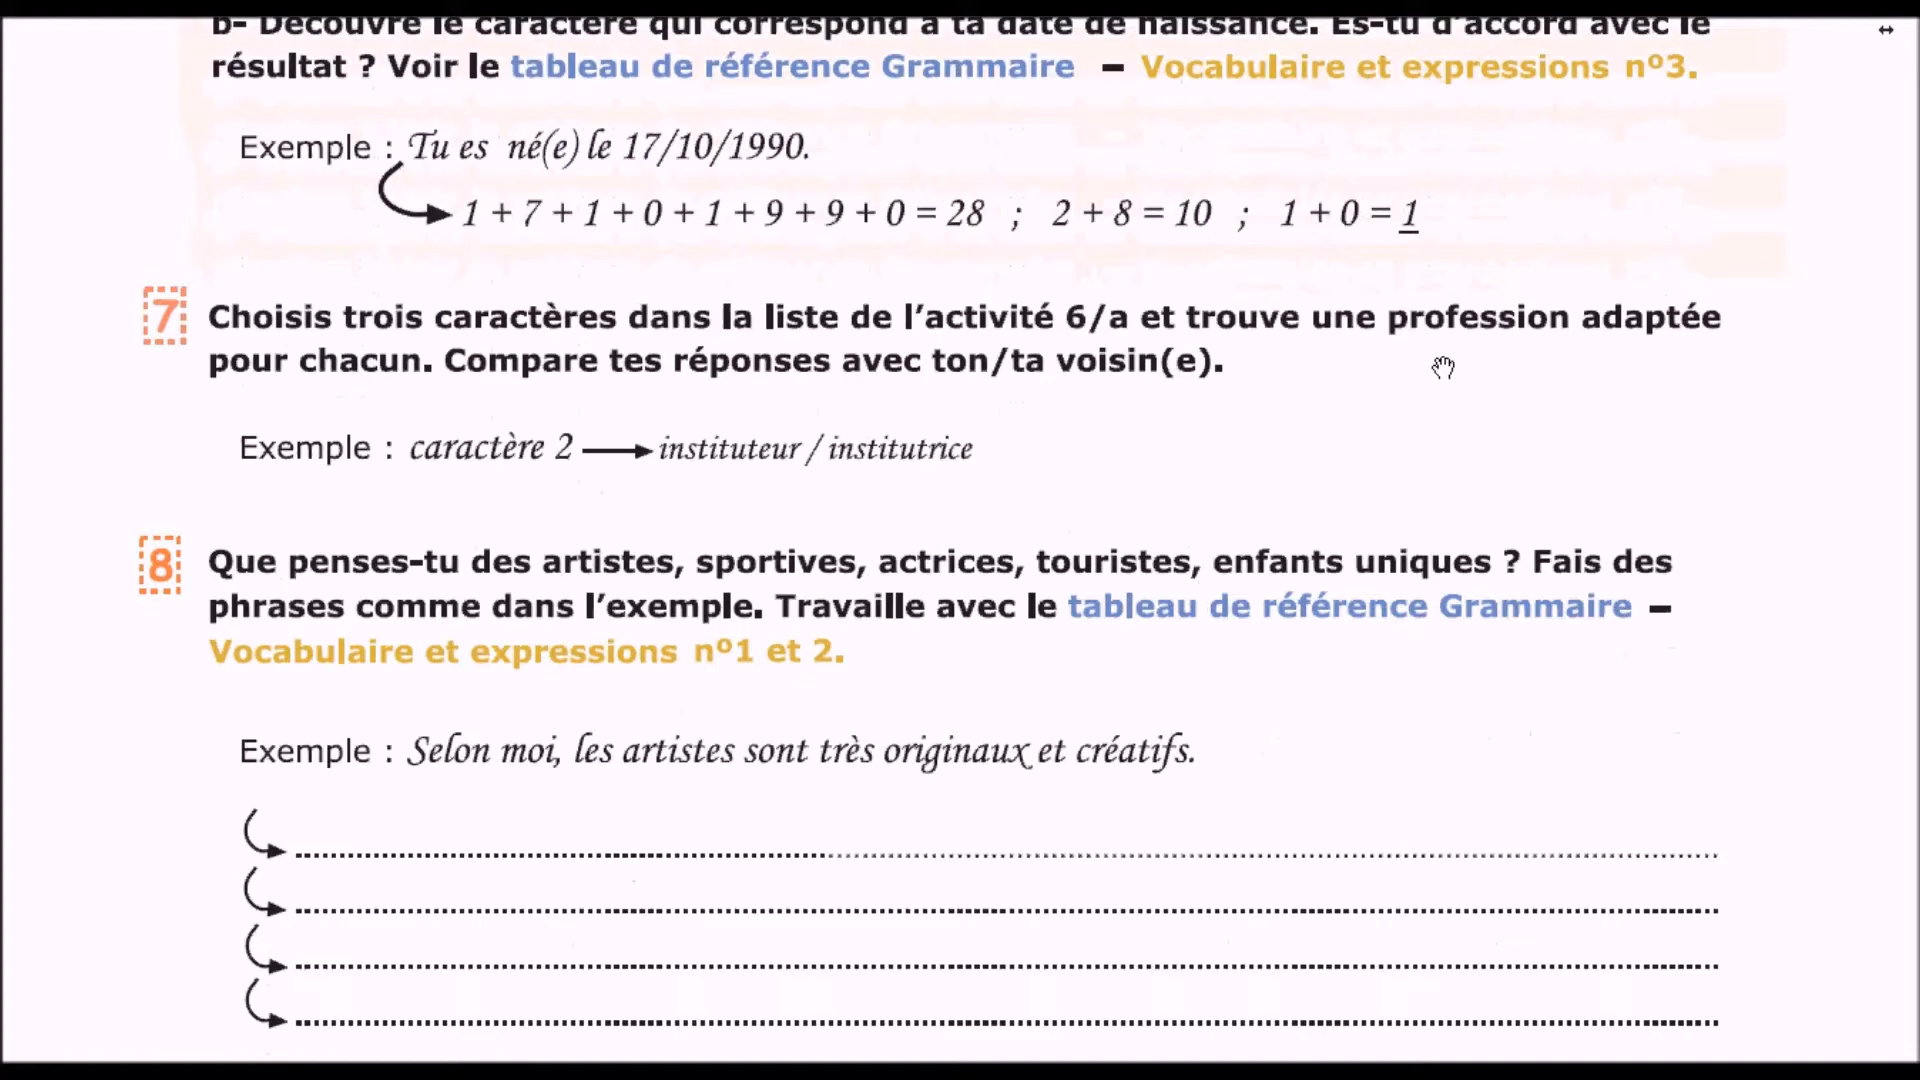 b- Découvre le caractère qui correspond à ta date de naissance. Es-tu d'accord avec le
résultat ? Voir le tableau de référence Grammaire – Vocabulaire et expressions nº3.
Exemple : Tu es né(e) le 17/10/1990.
1 + 7 + 1 + 0 + 1 + 9 + 9 + 0 = 28 ; 2 + 8 = 10 ; 1 + 0 = 1
7 Choisis trois caractères dans la liste de l'activité 6/a et trouve une profession adaptée
pour chacun. Compare tes réponses avec ton/ta voisin(e).
Exemple : caractère 2 → instituteur / institutrice
8 Que penses-tu des artistes, sportives, actrices, touristes, enfants uniques ? Fais des
phrases comme dans l'exemple. Travaille avec le tableau de référence Grammaire –
Vocabulaire et expressions nº1 et 2.
Exemple : Selon moi, les artistes sont très originaux et créatifs.